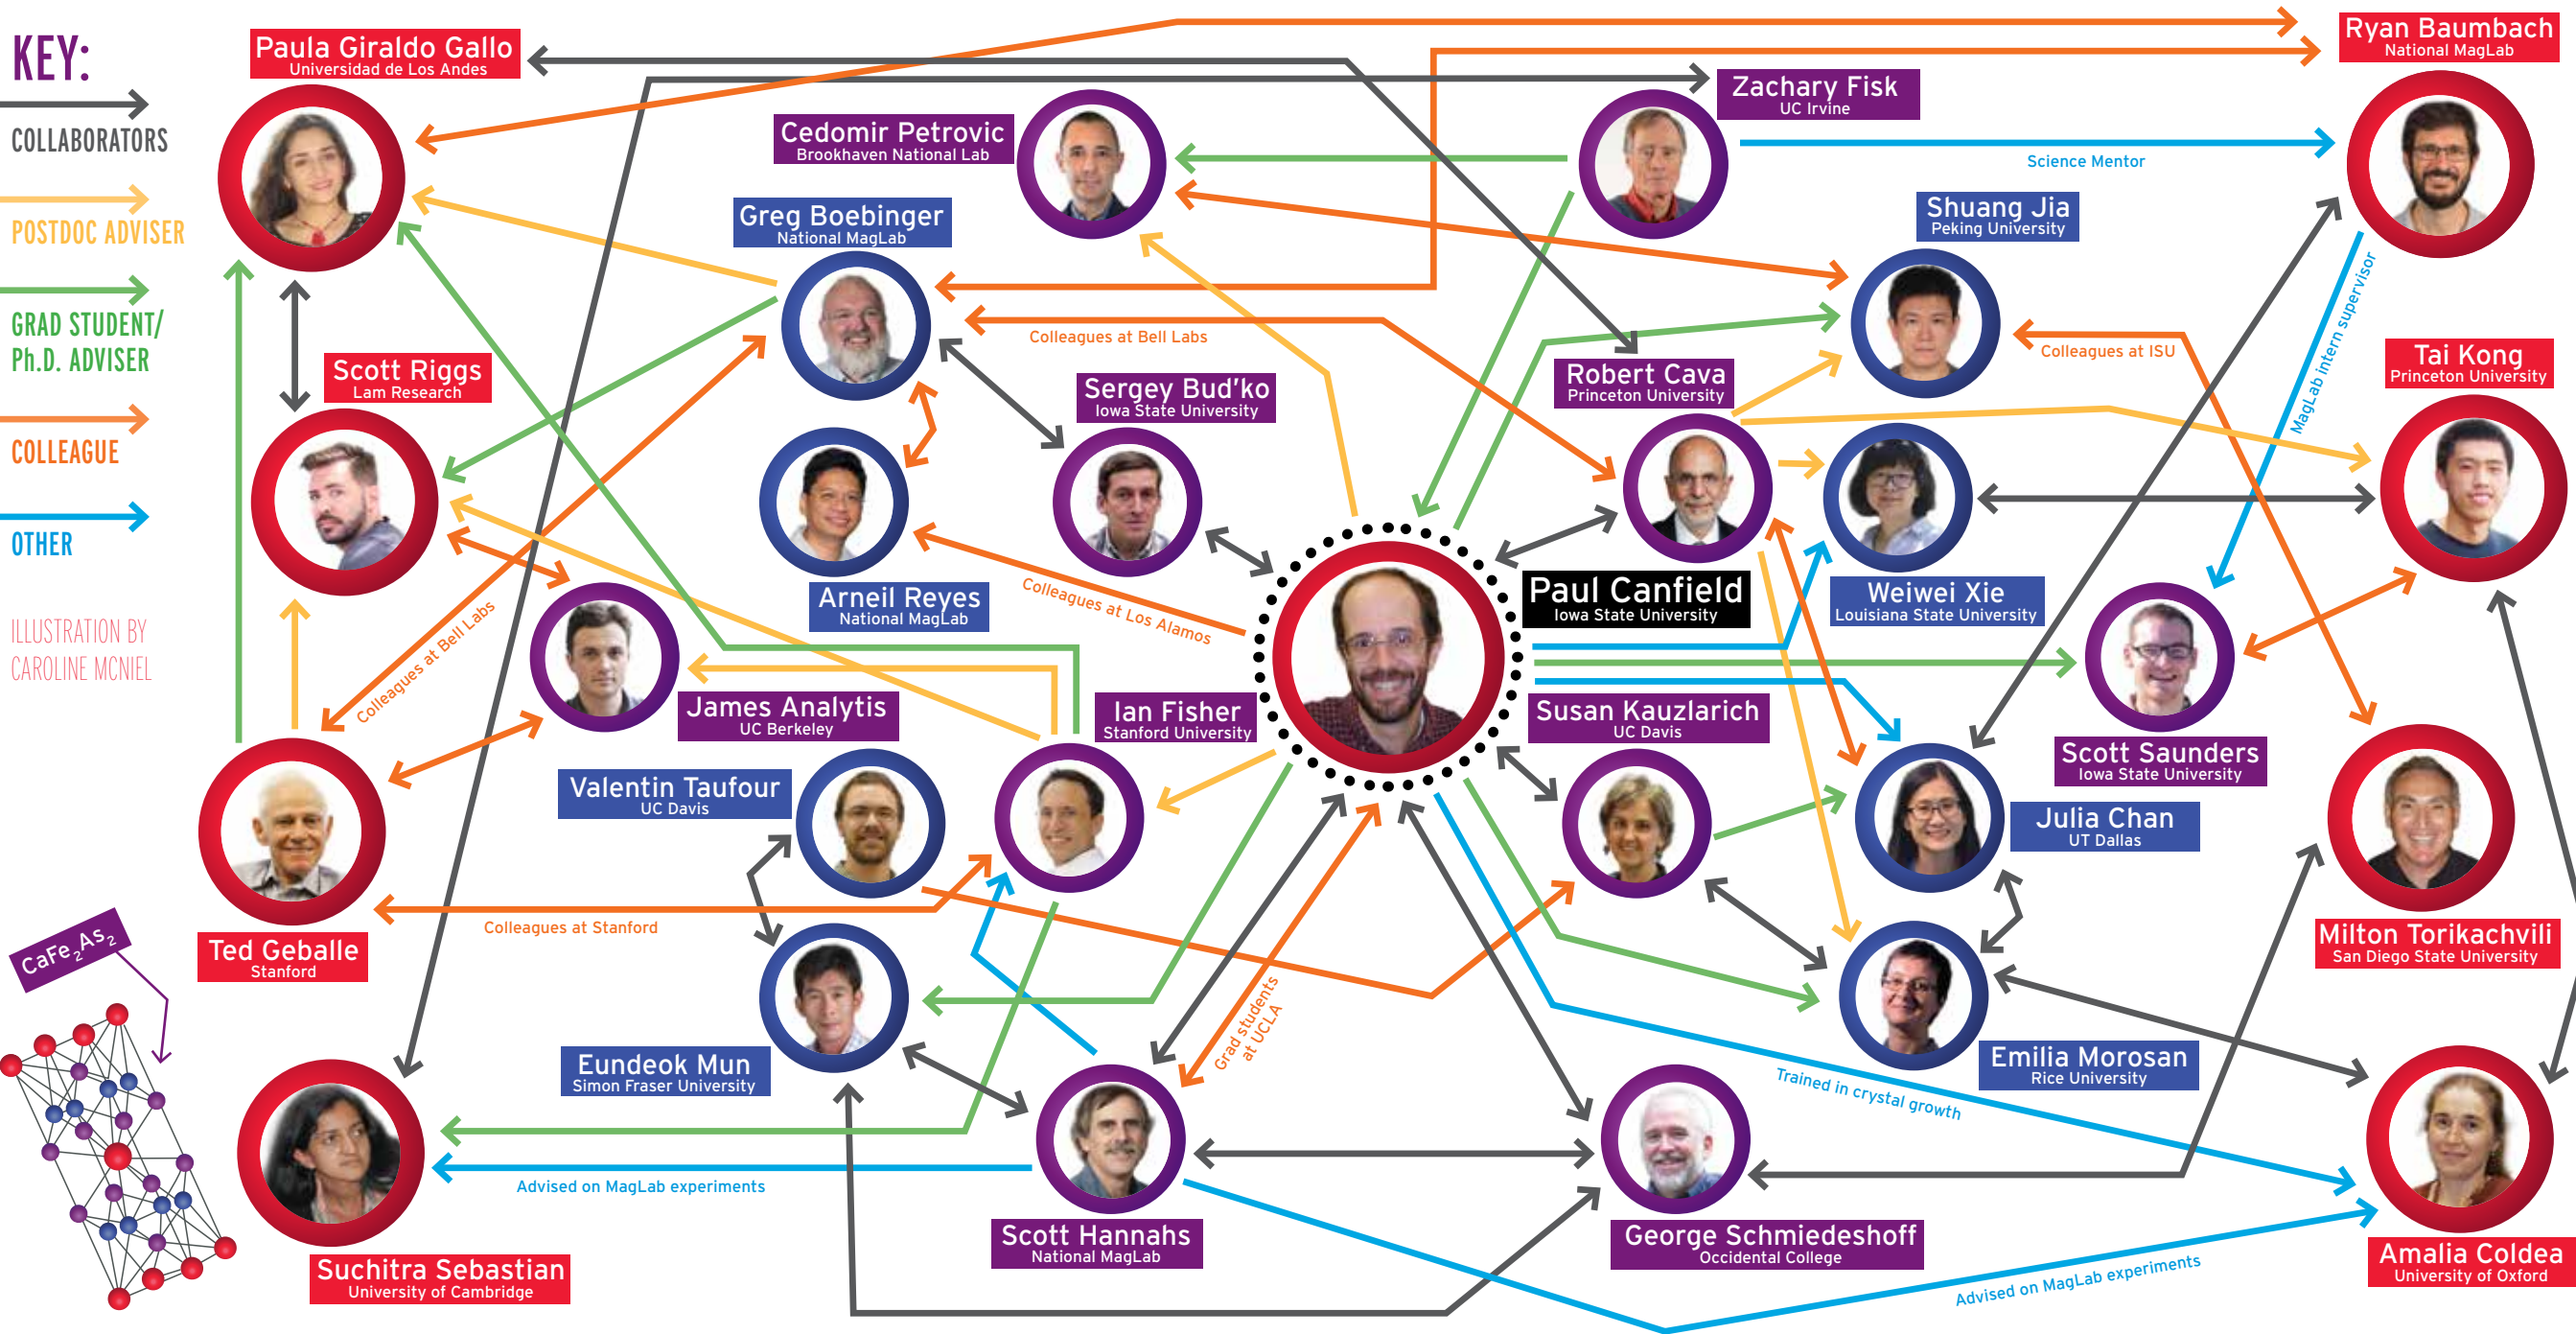 KEY:
COLLABORATORS
POSTDOC ADVISER
GRAD STUDENT/
Ph.D. ADVISER
COLLEAGUE
OTHER
ILLUSTRATION BY
CAROLINE MCNIEL
Paula Giraldo Gallo
Universidad de Los Andes
Ryan Baumbach
National MagLab
Zachary Fisk
UC Irvine
Cedomir Petrovic
Brookhaven National Lab
Science Mentor
Greg Boebinger
National MagLab
Shuang Jia
Peking University
MagLab intern supervisor
Colleagues at Bell Labs
Colleagues at ISU
Scott Riggs
Lam Research
Sergey Bud'ko
Iowa State University
Robert Cava
Princeton University
Tai Kong
Princeton University
Arneil Reyes
National MagLab
Colleagues at Los Alamos
Paul Canfield
Iowa State University
Weiwei Xie
Louisiana State University
Colleagues at Bell Labs
James Analytis
UC Berkeley
Ian Fisher
Stanford University
Susan Kauzlarich
UC Davis
Scott Saunders
Iowa State University
Valentin Taufour
UC Davis
Julia Chan
UT Dallas
Colleagues at Stanford
Ted Geballe
Stanford
Milton Torikachvili
San Diego State University
CaFe2As2
Grad students
at UCLA
Eundeok Mun
Simon Fraser University
Emilia Morosan
Rice University
Trained in crystal growth
Advised on MagLab experiments
Scott Hannahs
National MagLab
George Schmiedeshoff
Occidental College
Suchitra Sebastian
University of Cambridge
Advised on MagLab experiments
Amalia Coldea
University of Oxford